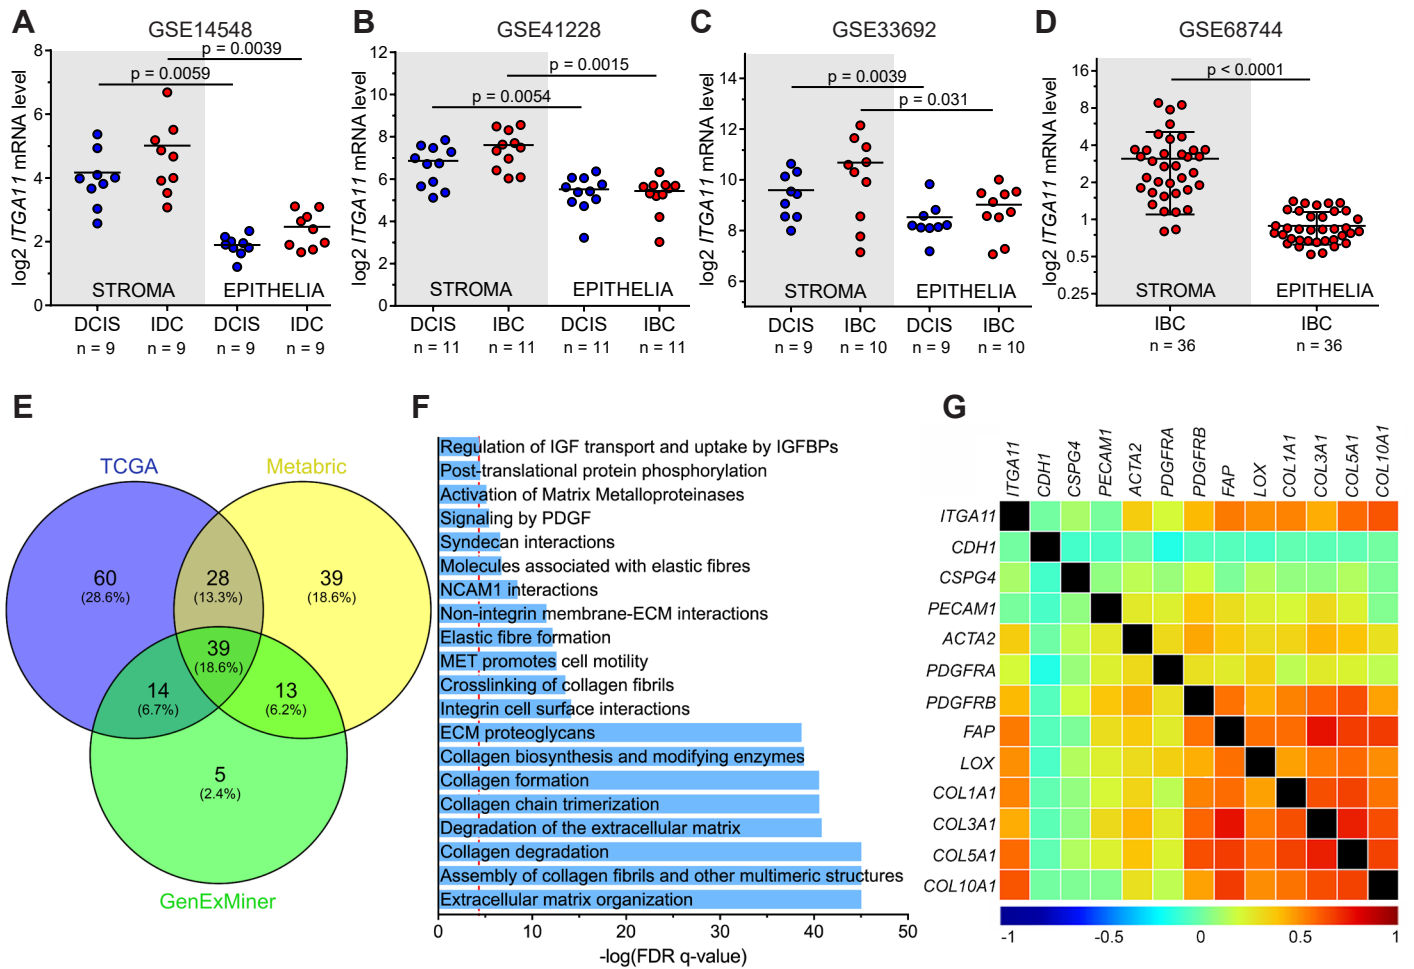 A
GSE14548
log2 ITGA11 mRNA level
8
6
4
2
0
p = 0.0039
p = 0.0059
STROMA
EPITHELIA
DCIS
IDC
DCIS
IDC
n = 9
n = 9
n = 9
n = 9
B
GSE41228
log2 ITGA11 mRNA level
12
10
8
6
4
2
0
p = 0.0015
p = 0.0054
STROMA
EPITHELIA
DCIS
IBC
DCIS
IBC
n = 11
n = 11
n = 11
n = 11
C
GSE33692
log2 ITGA11 mRNA level
14
12
10
8
6
p = 0.0039
p = 0.031
STROMA
EPITHELIA
DCIS
IBC
DCIS
IBC
n = 9
n = 10
n = 9
n = 10
D
GSE68744
log2 ITGA11 mRNA level
16
8
4
2
1
0.5
0.25
p < 0.0001
STROMA
EPITHELIA
IBC
IBC
n = 36
n = 36
E
TCGA
Metabric
60
(28.6%)
28
(13.3%)
39
(18.6%)
39
(18.6%)
14
(6.7%)
13
(6.2%)
5
(2.4%)
GenExMiner
F
Regulation of IGF transport and uptake by IGFBPs
Post-translational protein phosphorylation
Activation of Matrix Metalloproteinases
Signaling by PDGF
Syndecan interactions
Molecules associated with elastic fibres
NCAM1 interactions
Non-integrin membrane-ECM interactions
Elastic fibre formation
MET promotes cell motility
Crosslinking of collagen fibrils
Integrin cell surface interactions
ECM proteoglycans
Collagen biosynthesis and modifying enzymes
Collagen formation
Collagen chain trimerization
Degradation of the extracellular matrix
Collagen degradation
Assembly of collagen fibrils and other multimeric structures
Extracellular matrix organization
0
10
20
30
40
50
-log(FDR q-value)
G
ITGA11
CDH1
CSPG4
PECAM1
ACTA2
PDGFRA
PDGFRB
FAP
LOX
COL1A1
COL3A1
COL5A1
COL10A1
ITGA11
CDH1
CSPG4
PECAM1
ACTA2
PDGFRA
PDGFRB
FAP
LOX
COL1A1
COL3A1
COL5A1
COL10A1
-1
-0.5
0
0.5
1